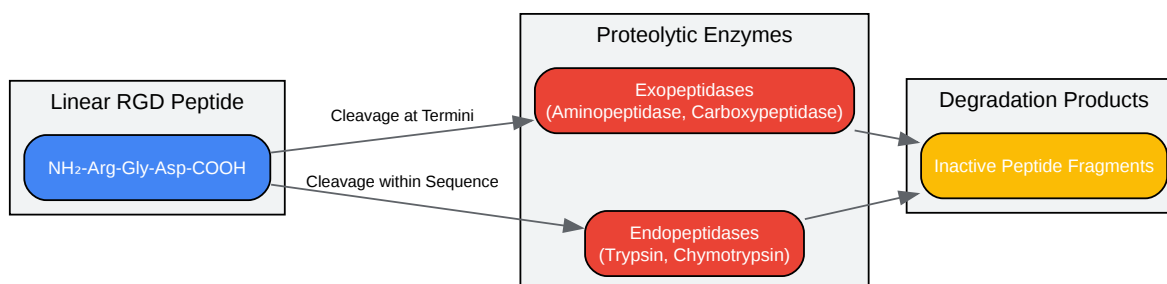 Linear RGD Peptide
NH₂-Arg-Gly-Asp-COOH
Cleavage at Termini
Cleavage within Sequence
Proteolytic Enzymes
Exopeptidases
(Aminopeptidase, Carboxypeptidase)
Endopeptidases
(Trypsin, Chymotrypsin)
Degradation Products
Inactive Peptide Fragments